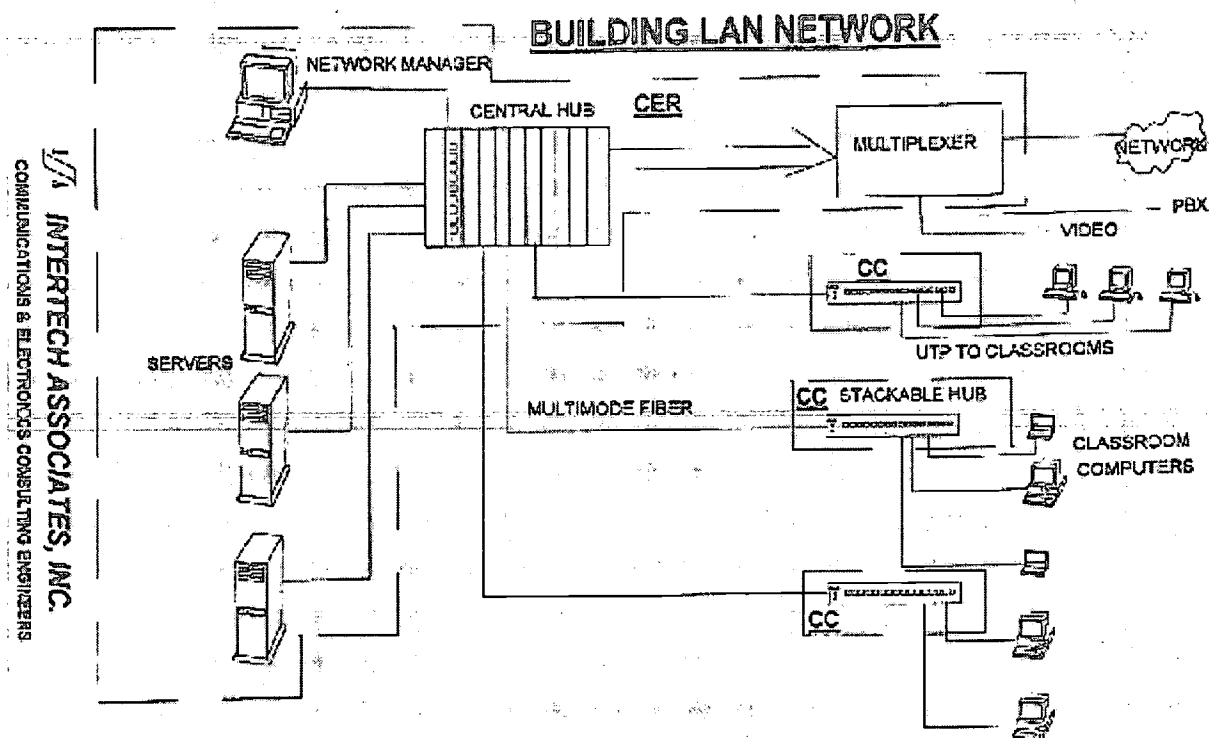 BUILDING LAN NETWORK
NETWORK MANAGER
CENTRAL HUB
CER
MULTIPLEXER
NETWORK
PBX
VIDEO
CC
UTP TO CLASSROOMS
SERVERS
CC STACKABLE HUB
MULTIMODE FIBER
CLASSROOM
COMPUTERS
CC
INTERTECH ASSOCIATES, INC.
COMMUNICATIONS & ELECTRONICS CONSULTING ENGINEERS